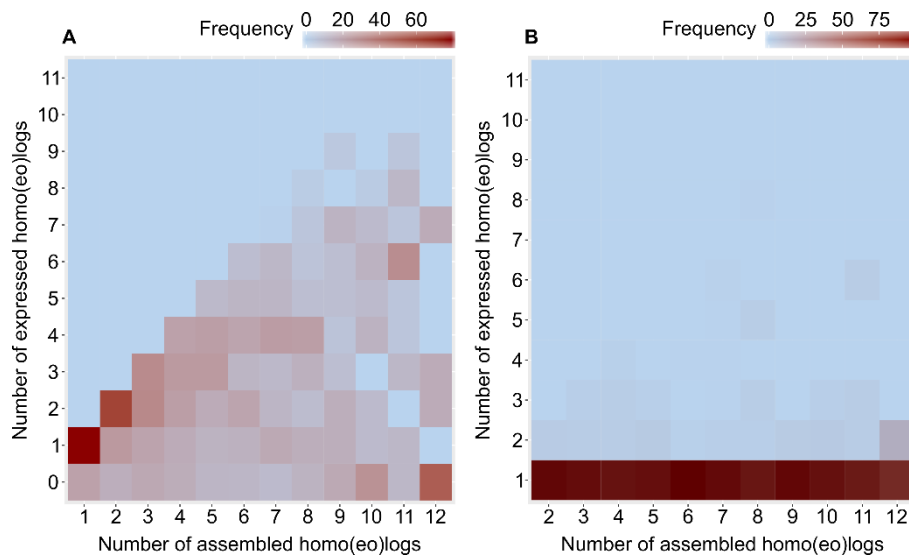 Frequency 0 20 40 60
A
Number of expressed homo(eo)logs
11
10
9
8
7
6
5
4
3
2
1
0
1 2 3 4 5 6 7 8 9 10 11 12
Number of assembled homo(eo)logs
Frequency 0 25 50 75
B
Number of expressed homo(eo)logs
11
10
9
8
7
6
5
4
3
2
1
2 3 4 5 6 7 8 9 10 11 12
Number of assembled homo(eo)logs